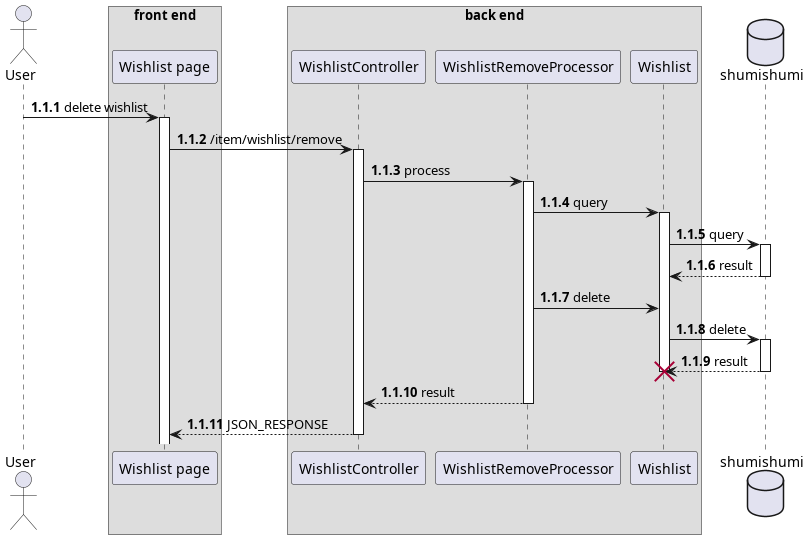 front end
back end
User
Wishlist page
WishlistController
WishlistRemoveProcessor
Wishlist
shumishumi
1.1.1 delete wishlist
1.1.2 /item/wishlist/remove
1.1.3 process
1.1.4 query
1.1.5 query
1.1.6 result
1.1.7 delete
1.1.8 delete
1.1.9 result
1.1.10 result
1.1.11 JSON_RESPONSE
User
Wishlist page
WishlistController
WishlistRemoveProcessor
Wishlist
shumishumi